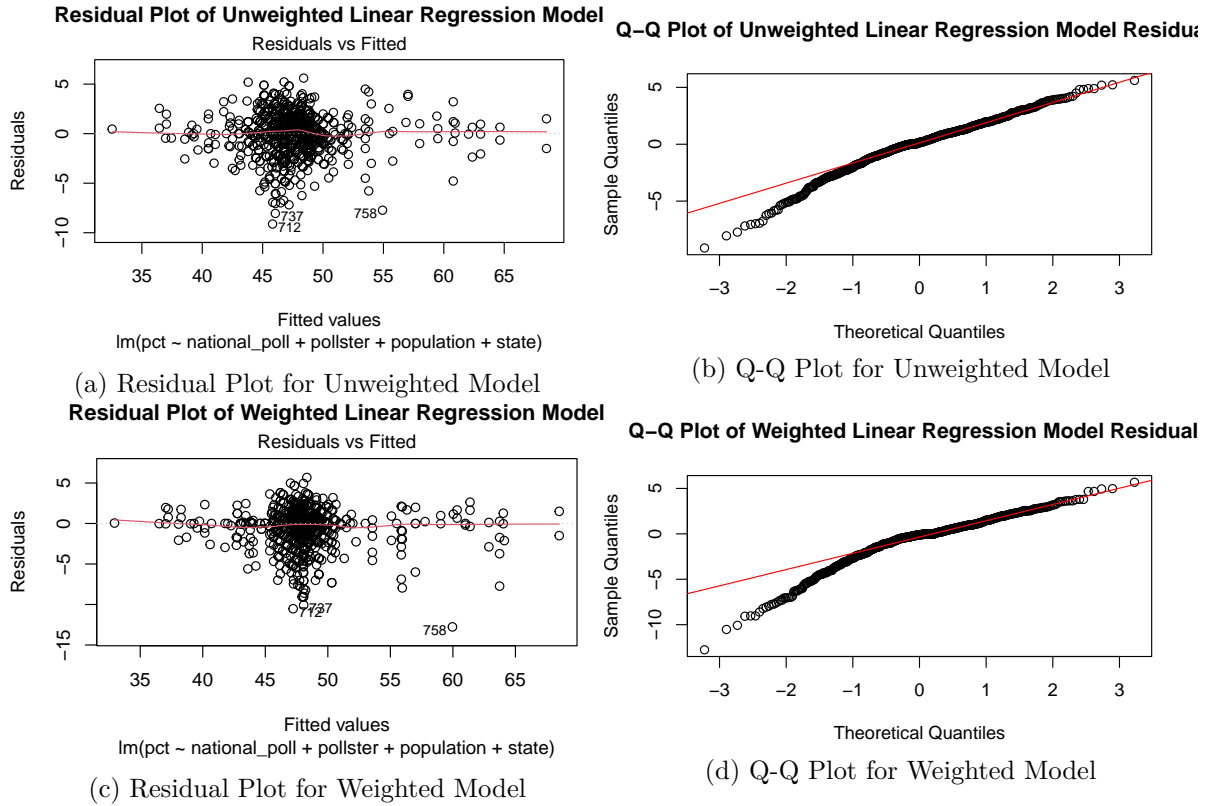 Residual Plot of Unweighted Linear Regression Model
Residuals vs Fitted
Residuals
5
0
−5
−10
737
712
758
35 40 45 50 55 60 65
Fitted values
lm(pct ~ national_poll + pollster + population + state)
(a) Residual Plot for Unweighted Model
Q−Q Plot of Unweighted Linear Regression Model Residua
Sample Quantiles
5
0
−5
−3 −2 −1 0 1 2 3
Theoretical Quantiles
(b) Q-Q Plot for Unweighted Model
Residual Plot of Weighted Linear Regression Model
Residuals vs Fitted
Residuals
5
0
−5
−15
737
712
758
35 40 45 50 55 60 65
Fitted values
lm(pct ~ national_poll + pollster + population + state)
(c) Residual Plot for Weighted Model
Q−Q Plot of Weighted Linear Regression Model Residual
Sample Quantiles
5
0
−5
−10
−3 −2 −1 0 1 2 3
Theoretical Quantiles
(d) Q-Q Plot for Weighted Model